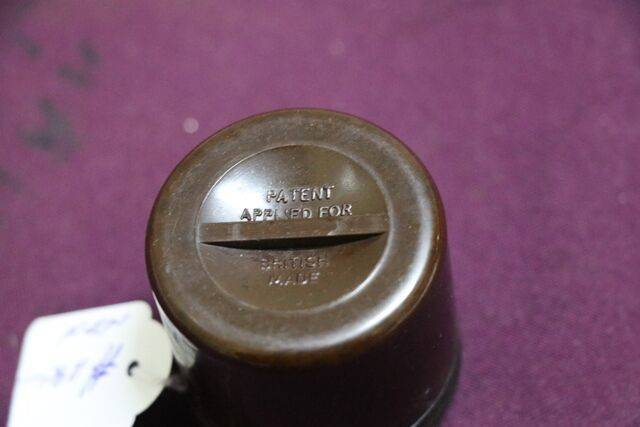 PATENT
APPLIED FOR
BRITISH
MADE